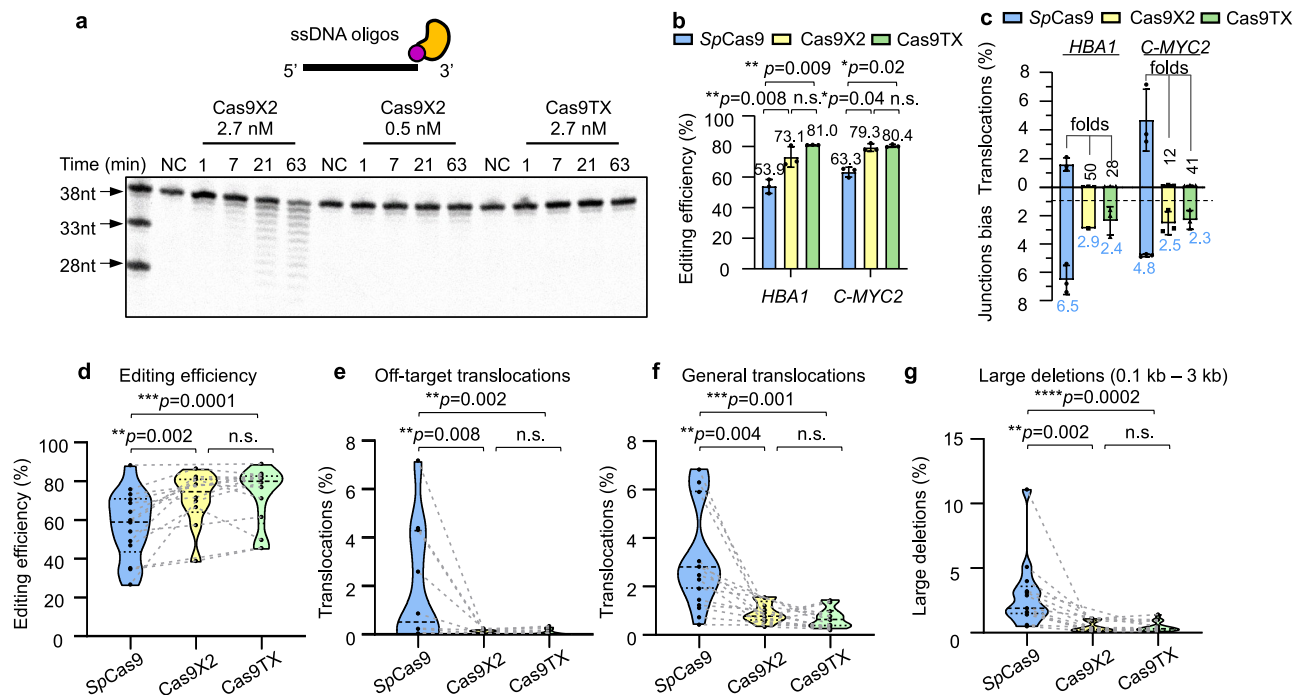 a
ssDNA oligos
5’ 3’
Cas9X2 Cas9X2 Cas9TX
2.7 nM 0.5 nM 2.7 nM
Time (min) NC 1 7 21 63 NC 1 7 21 63 NC 1 7 21 63
38nt
33nt
28nt
b
SpCas9 Cas9X2 Cas9TX
**p=0.009 *p=0.02
**p=0.008 n.s. *p=0.04 n.s.
Editing efficiency (%)
100
80
60
40
20
0
53.9 73.1 81.0 63.3 79.3 80.4
HBA1 C-MYC2
c
SpCas9 Cas9X2 Cas9TX
HBA1 C-MYC2
folds
folds
Junctions bias Translocations (%)
8
6
4
2
0
2
4
6
8
50 28 12 41
6.5 2.9 2.4 4.8 2.5 2.3
d Editing efficiency
***p=0.0001
**p=0.002 n.s.
Editing efficiency (%)
100
80
60
40
20
0
SpCas9 Cas9X2 Cas9TX
e Off-target translocations
**p=0.002
**p=0.008 n.s.
Translocations (%)
8
6
4
2
0
SpCas9 Cas9X2 Cas9TX
f General translocations
***p=0.001
**p=0.004 n.s.
Translocations (%)
8
6
4
2
0
SpCas9 Cas9X2 Cas9TX
g Large deletions (0.1 kb – 3 kb)
****p=0.0002
**p=0.002 n.s.
Large deletions (%)
15
10
5
0
SpCas9 Cas9X2 Cas9TX